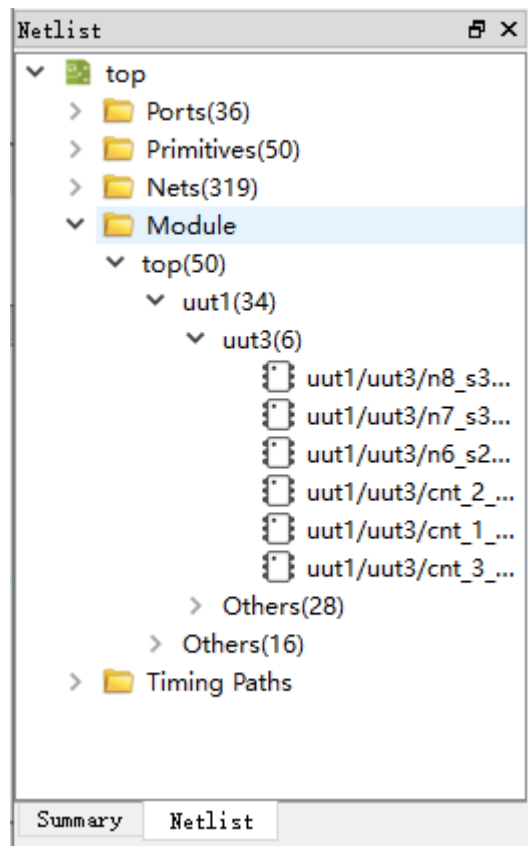 Netlist
top
Ports(36)
Primitives(50)
Nets(319)
Module
top(50)
uut1(34)
uut3(6)
uut1/uut3/n8_s3...
uut1/uut3/n7_s3...
uut1/uut3/n6_s2...
uut1/uut3/cnt_2_...
uut1/uut3/cnt_1_...
uut1/uut3/cnt_3_...
Others(28)
Others(16)
Timing Paths
Summary Netlist